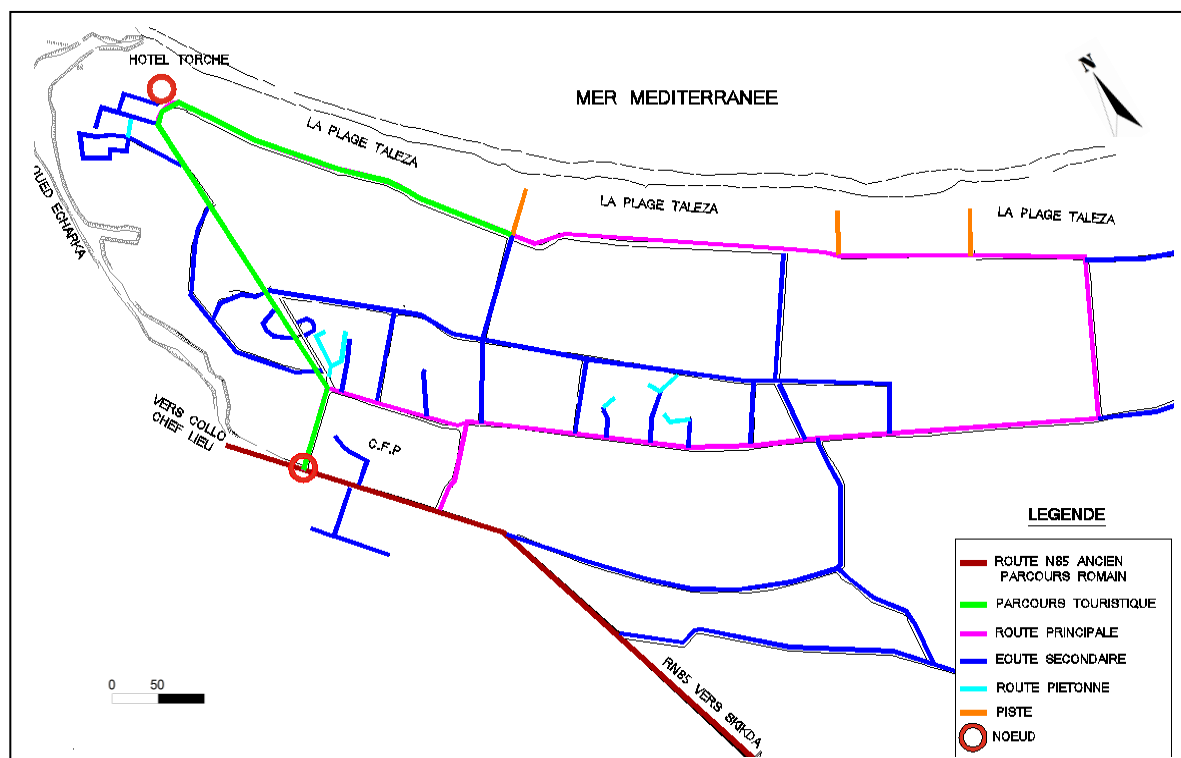 HOTEL TORCHE
N
MER MEDITERRANEE
LA PLAGE TALEZA
LA PLAGE TALEZA
LA PLAGE TALEZA
OUED ECHARKA
VERS COLLO
CHEF LIEU
C.F.P
RN85 VERS SKIKDA
0 50
LEGENDE
ROUTE N85 ANCIEN
PARCOURS ROMAIN
PARCOURS TOURISTIQUE
ROUTE PRINCIPALE
EOUTE SECONDAIRE
ROUTE PIETONNE
PISTE
NOEUD